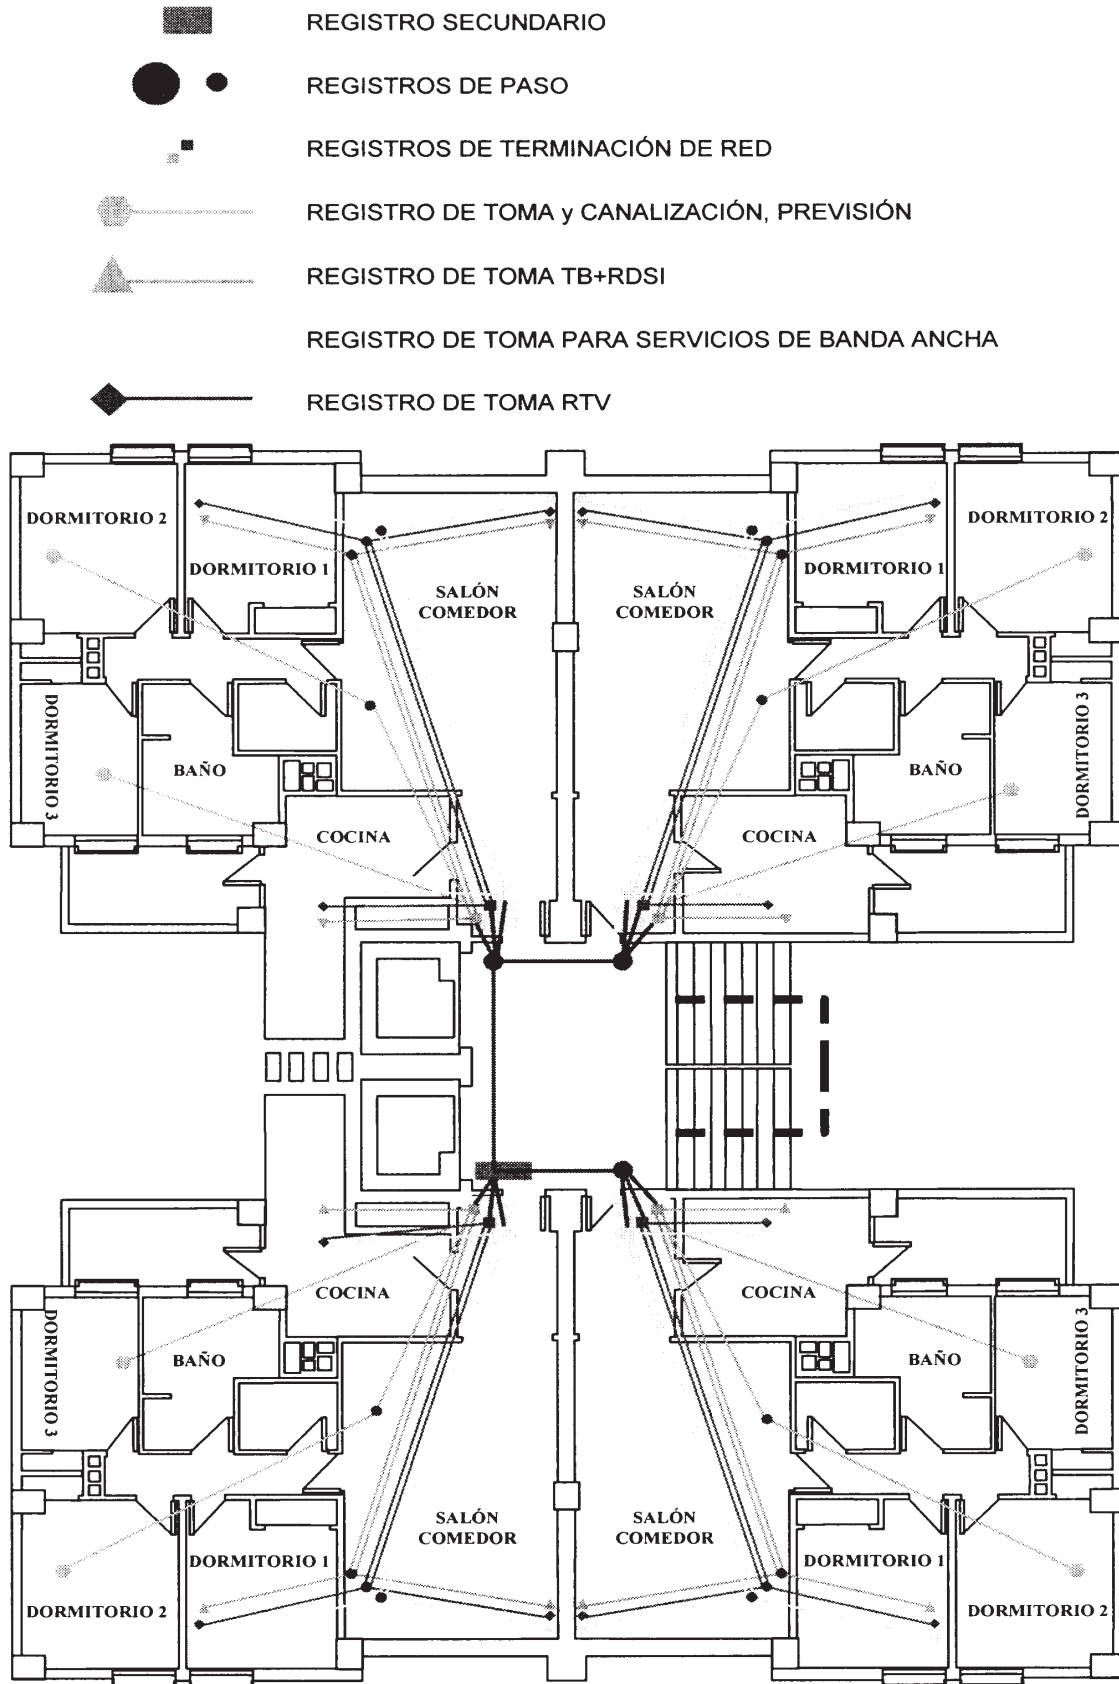 REGISTRO SECUNDARIO
REGISTROS DE PASO
REGISTROS DE TERMINACIÓN DE RED
REGISTRO DE TOMA y CANALIZACIÓN, PREVISIÓN
REGISTRO DE TOMA TB+RDSI
REGISTRO DE TOMA PARA SERVICIOS DE BANDA ANCHA
REGISTRO DE TOMA RTV
DORMITORIO 2
DORMITORIO 1
SALÓN
COMEDOR
SALÓN
COMEDOR
DORMITORIO 1
DORMITORIO 2
DORMITORIO 3
BAÑO
COCINA
COCINA
BAÑO
DORMITORIO 3
DORMITORIO 3
BAÑO
COCINA
COCINA
BAÑO
DORMITORIO 3
DORMITORIO 2
DORMITORIO 1
SALÓN
COMEDOR
SALÓN
COMEDOR
DORMITORIO 1
DORMITORIO 2